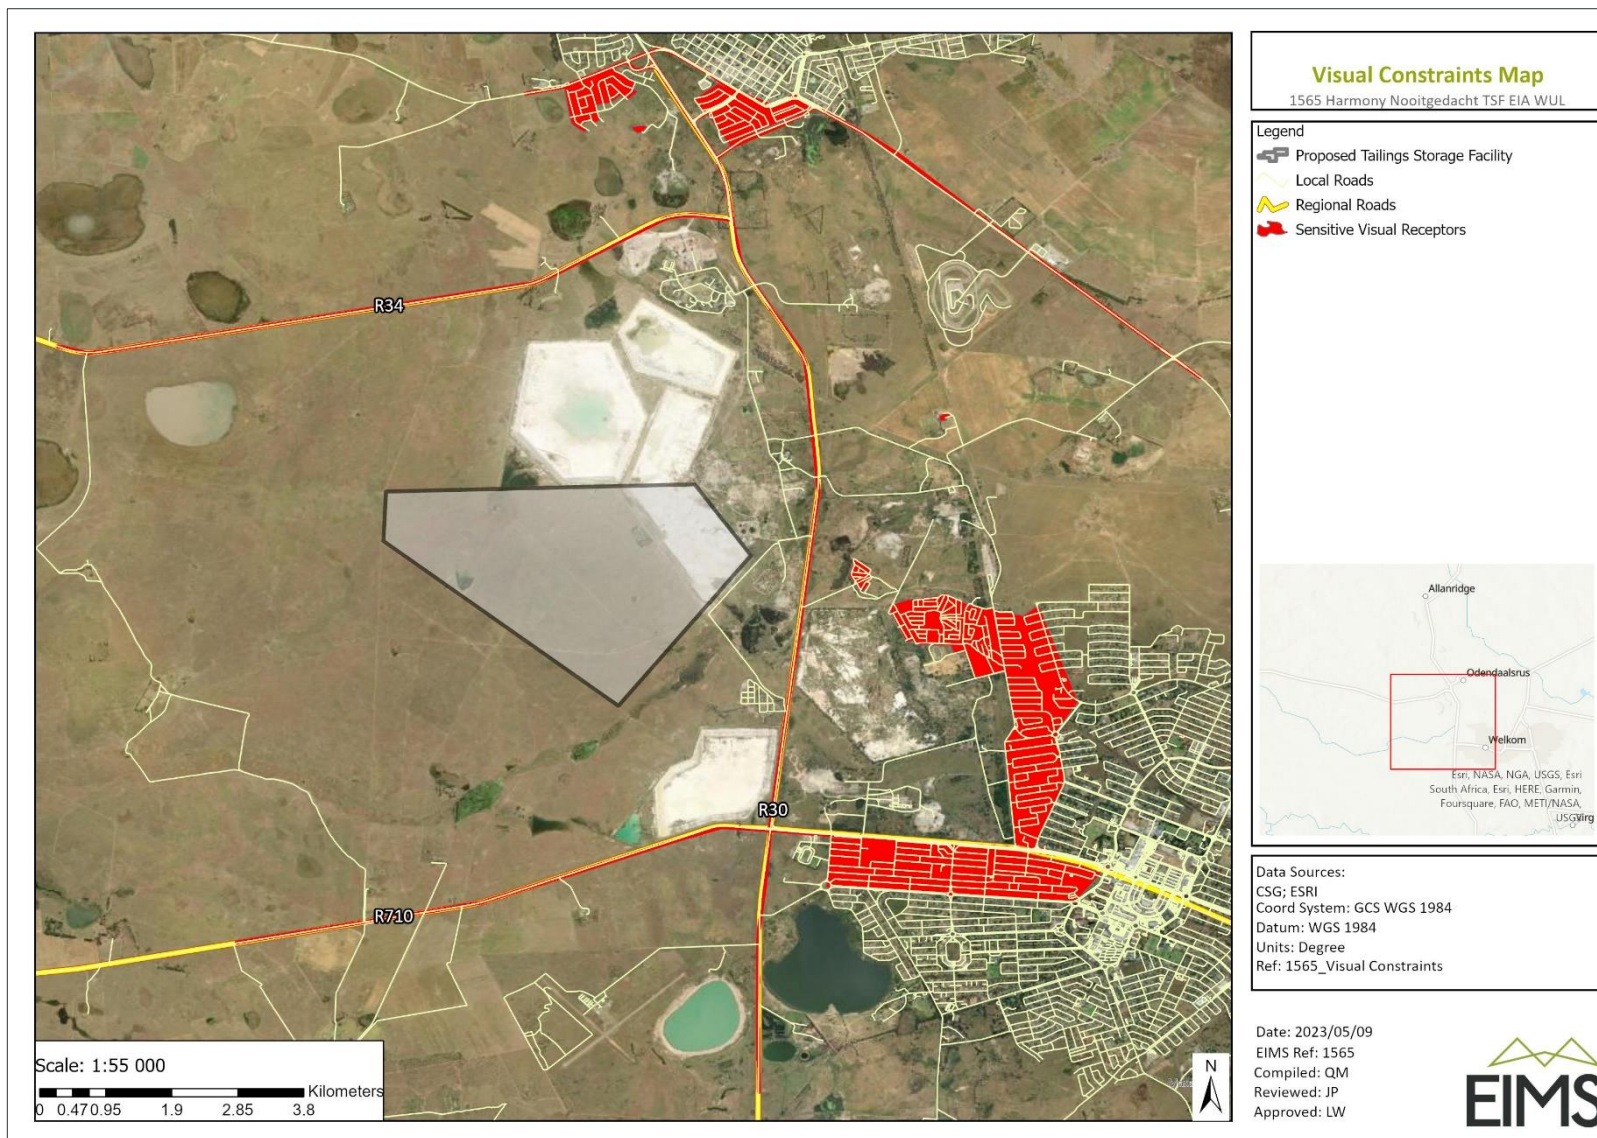 Visual Constraints Map
1565 Harmony Nooitgedacht TSF EIA WUL
Legend
Proposed Tailings Storage Facility
Local Roads
Regional Roads
Sensitive Visual Receptors
R34
R30
R710
Allanridge
Odendaalsrus
Welkom
Esri, NASA, NGA, USGS, Esri
South Africa, Esri, HERE, Garmin,
Foursquare, FAO, METI/NASA,
USGS
Virg
Data Sources:
CSG; ESRI
Coord System: GCS WGS 1984
Datum: WGS 1984
Units: Degree
Ref: 1565_Visual Constraints
Date: 2023/05/09
EIMS Ref: 1565
Compiled: QM
Reviewed: JP
Approved: LW
EIMS
Scale: 1:55 000
Kilometers
0 0.47 0.95 1.9 2.85 3.8
N